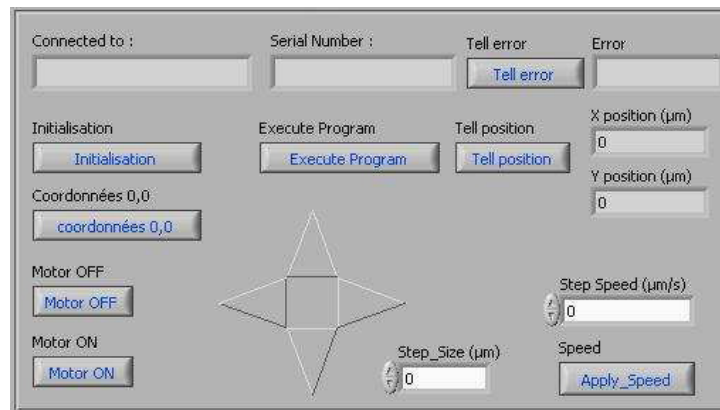 Connected to :
Serial Number :
Tell error
Error
Tell error
Initialisation
Execute Program
Tell position
X position (µm)
Initialisation
Execute Program
Tell position
0
Y position (µm)
0
Coordonnées 0,0
coordonnées 0,0
Motor OFF
Motor OFF
Step Speed (µm/s)
0
Motor ON
Motor ON
Step_Size (µm)
0
Speed
Apply_Speed